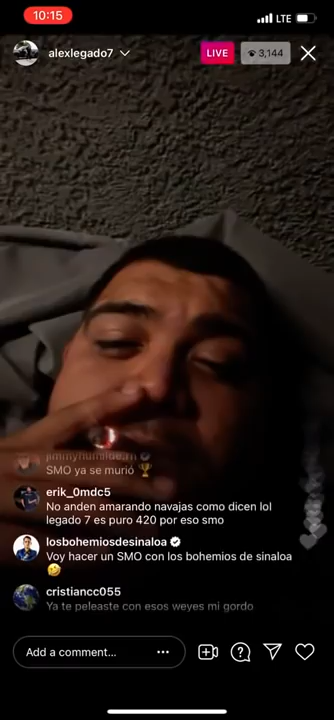 10:15
LTE
alexlegado7
LIVE
3,144
SMO ya se murió 🏆
erik_0mdc5
No anden amarando navajas como dicen lol
legado 7 es puro 420 por eso smo
losbohemiosdesinaloa
Voy hacer un SMO con los bohemios de sinaloa
🤣
cristiancc055
Ya te peleaste con esos weyes mi gordo
Add a comment...